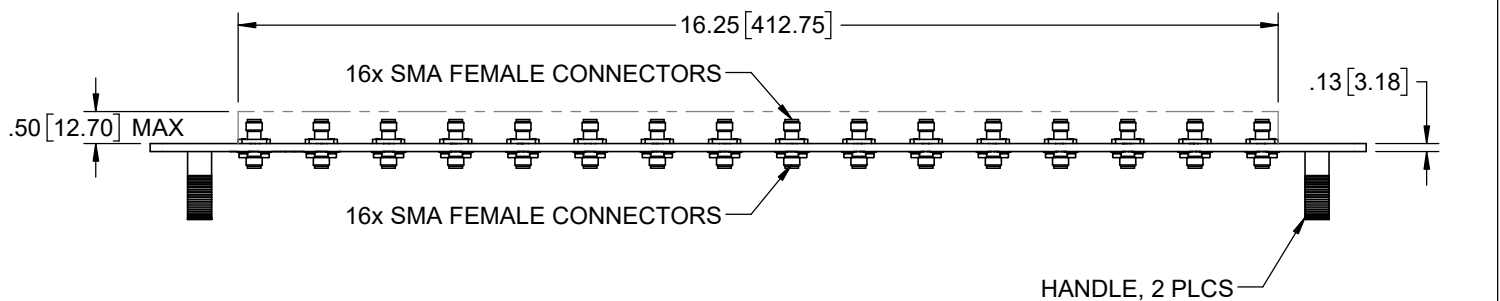 16.25 [412.75]
16x SMA FEMALE CONNECTORS
.13 [3.18]
.50 [12.70] MAX
16x SMA FEMALE CONNECTORS
HANDLE, 2 PLCS